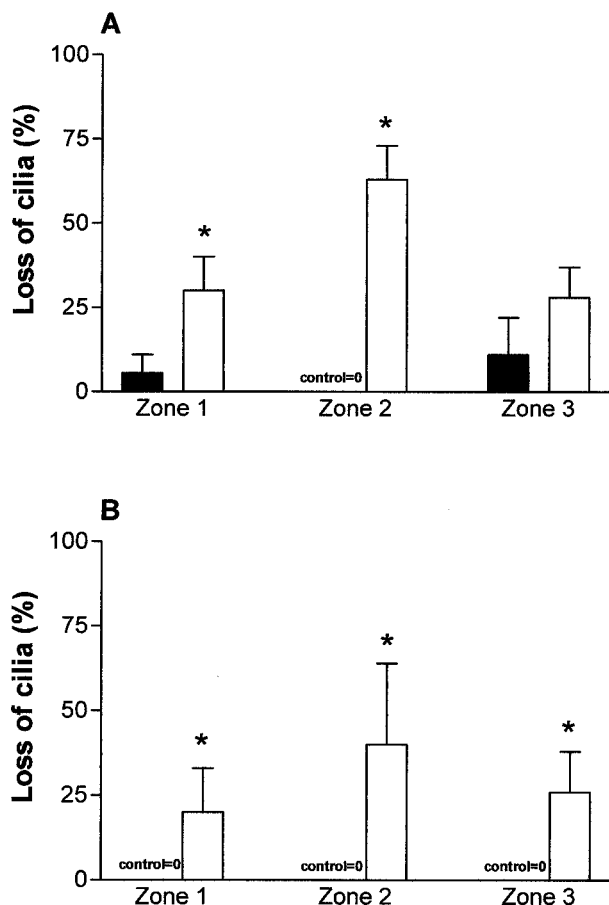 A
Loss of cilia (%)
100
75
50
25
0
*
*
control=0
Zone 1
Zone 2
Zone 3
B
Loss of cilia (%)
100
75
50
25
0
*
*
*
control=0
control=0
control=0
Zone 1
Zone 2
Zone 3